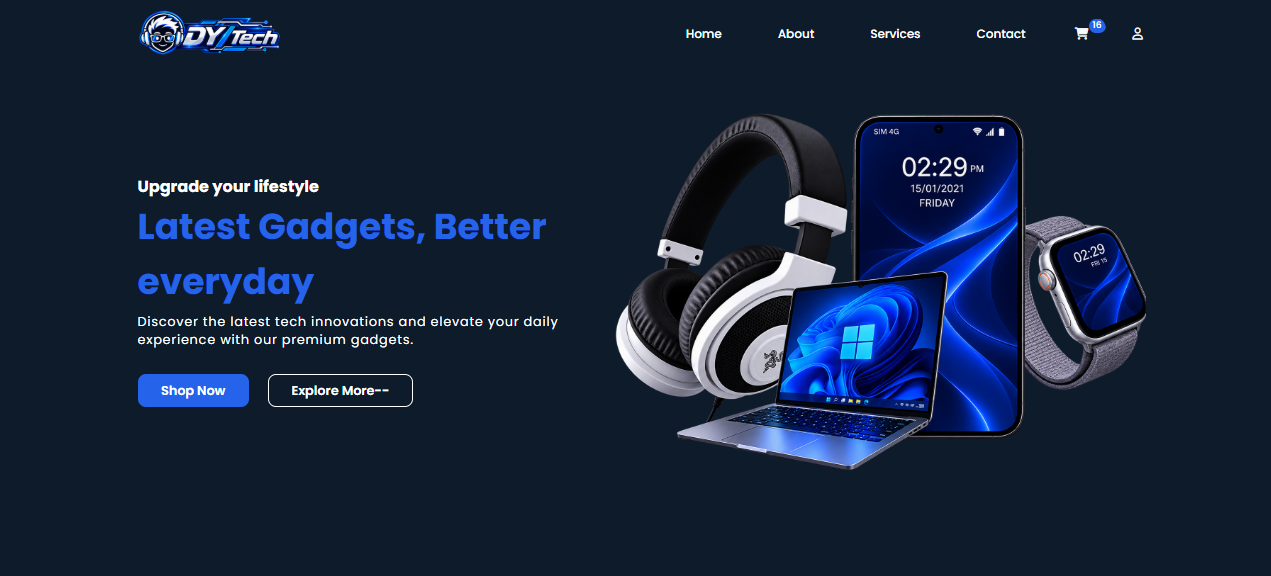 DY/Tech
Home About Services Contact 16
Upgrade your lifestyle
Latest Gadgets, Better
everyday
Discover the latest tech innovations and elevate your daily
experience with our premium gadgets.
Shop Now Explore More--
SIM 4G
02:29 PM
15/01/2021
FRIDAY
02:29
FRI 15